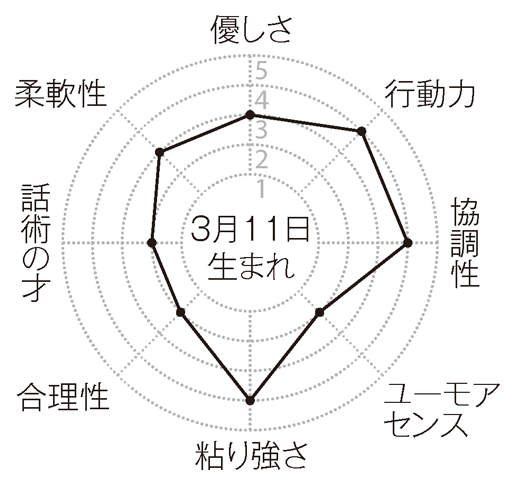 優しさ
行動力
協調性
ユーモア
センス
粘り強さ
合理性
話術の才
柔軟性
5
4
3
2
1
3月11日
生まれ